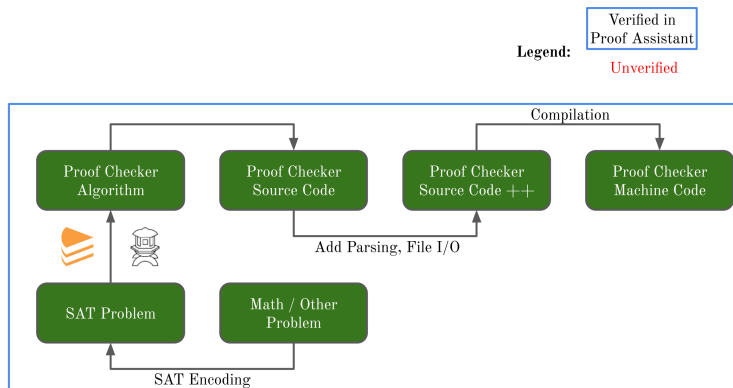 Verified in
Proof Assistant
Legend:
Unverified
Compilation
Proof Checker
Algorithm
Proof Checker
Source Code
Proof Checker
Source Code ++
Proof Checker
Machine Code
Add Parsing, File I/O
SAT Problem
Math / Other
Problem
SAT Encoding